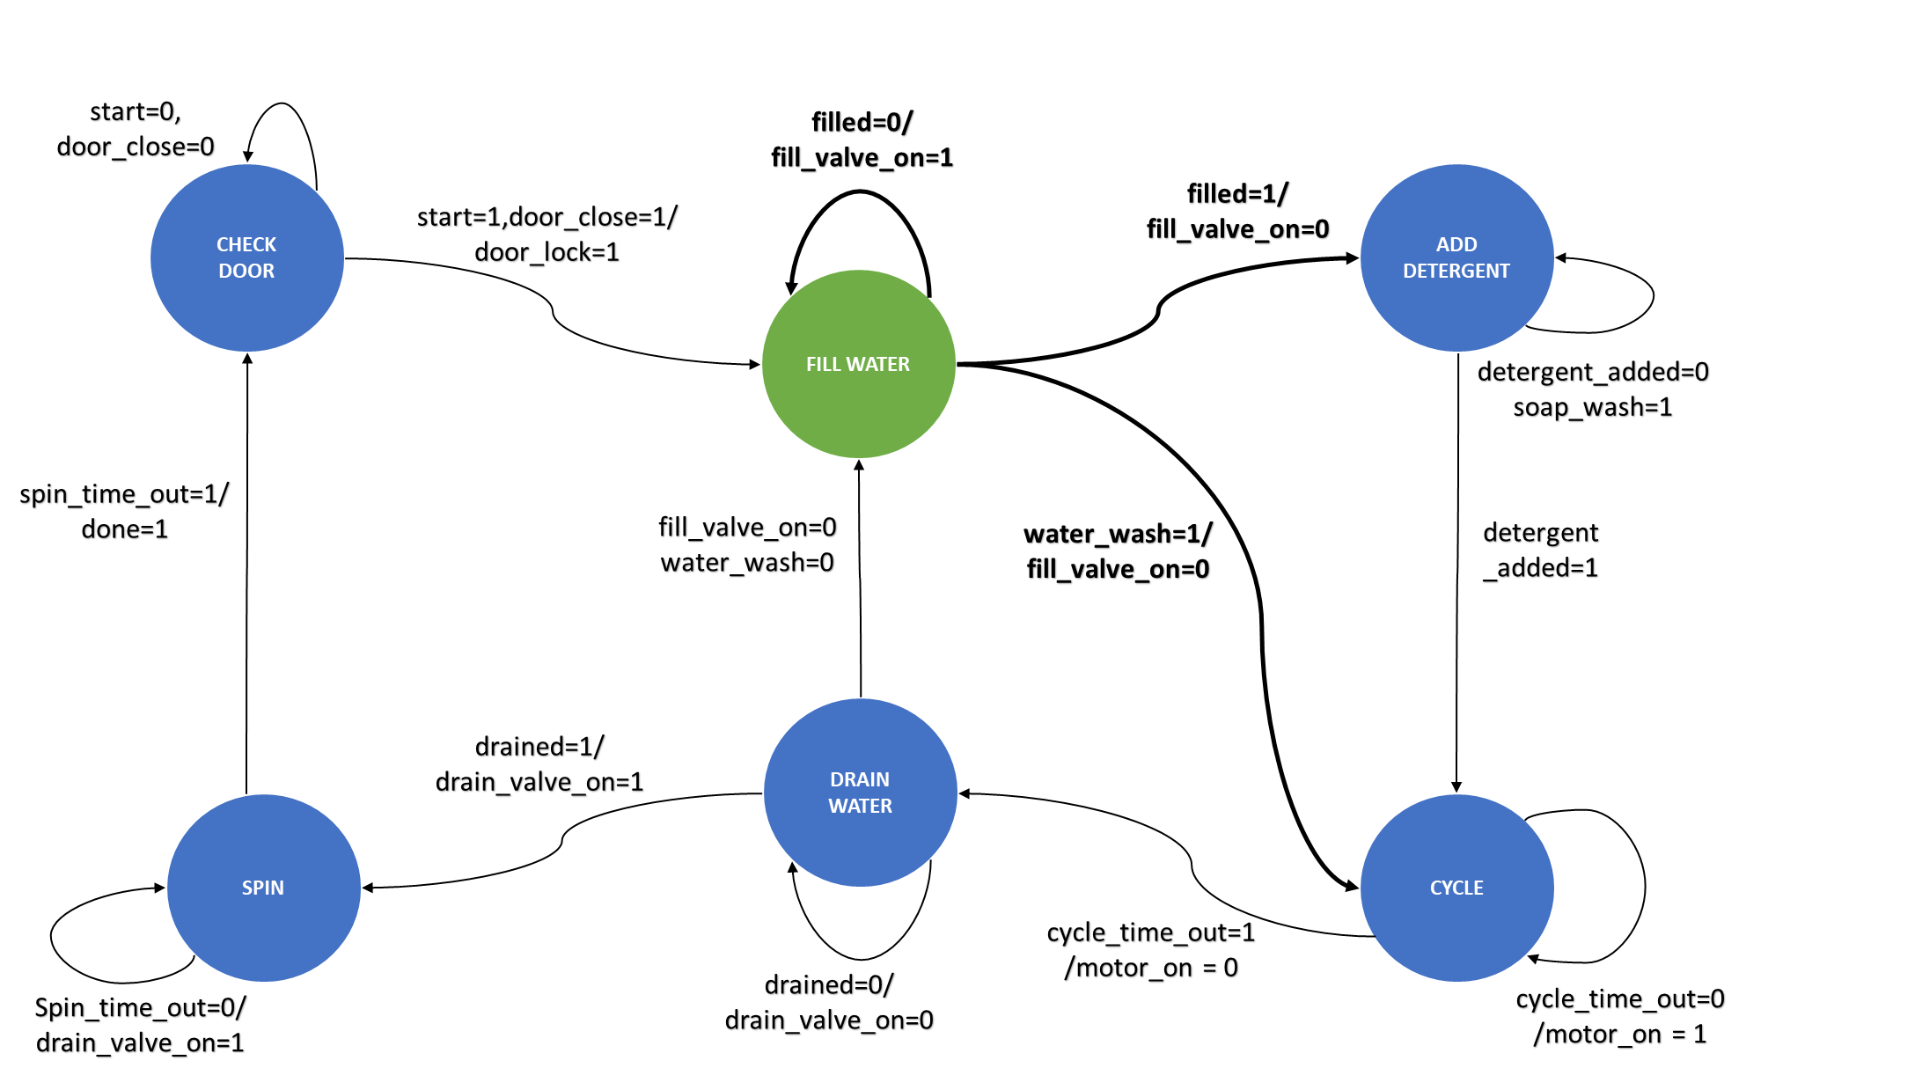 start=0,
door_close=0
CHECK
DOOR
start=1,door_close=1/
door_lock=1
filled=0/
fill_valve_on=1
FILL WATER
filled=1/
fill_valve_on=0
ADD
DETERGENT
detergent_added=0
soap_wash=1
detergent
_added=1
water_wash=1/
fill_valve_on=0
fill_valve_on=0
water_wash=0
spin_time_out=1/
done=1
drained=1/
drain_valve_on=1
DRAIN
WATER
SPIN
CYCLE
cycle_time_out=1
/motor_on = 0
drained=0/
drain_valve_on=0
Spin_time_out=0/
drain_valve_on=1
cycle_time_out=0
/motor_on = 1